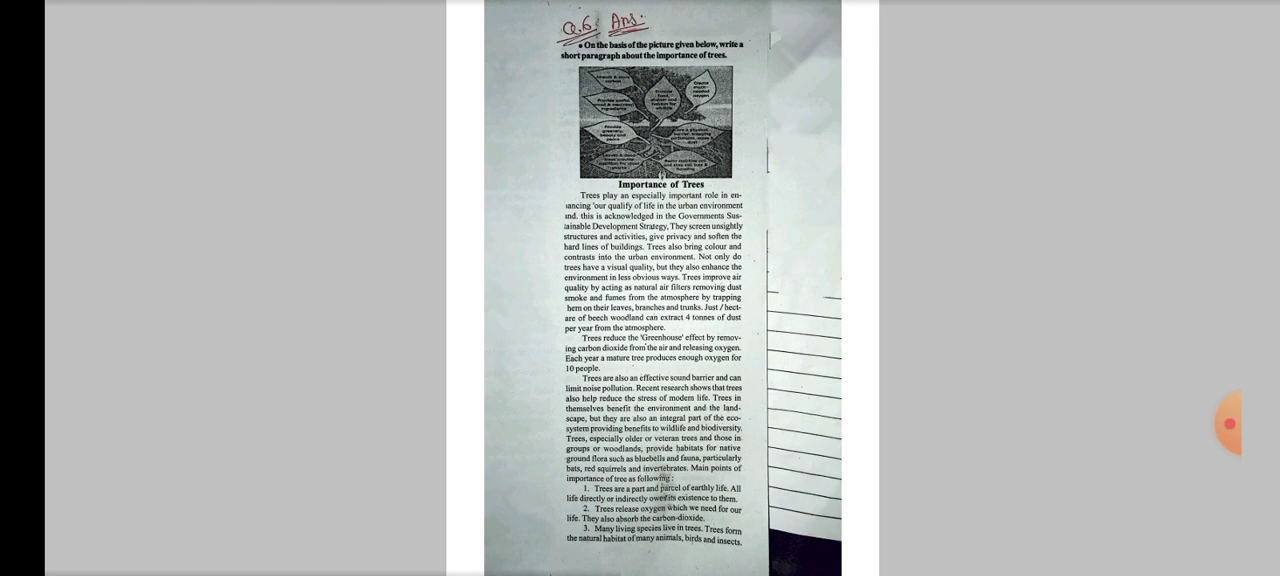 Q.6 Ans:
• On the basis of the picture given below, write a
short paragraph about the importance of trees.
Importance of Trees
Trees play an especially important role in en-
ancing 'our qualify of life in the urban environment
nd. this is acknowledged in the Governments Sus-
ainable Development Strategy, They screen unsightly
structures and activities, give privacy and soften the
hard lines of buildings. Trees also bring colour and
contrasts into the urban environment. Not only do
trees have a visual quality, but they also enhance the
environment in less obvious ways. Trees improve air
quality by acting as natural air filters removing dust
smoke and fumes from the atmosphere by trapping
hem on their leaves, branches and trunks. Just / hect-
are of beech woodland can extract 4 tonnes of dust
per year from the atmosphere.
Trees reduce the 'Greenhouse' effect by remov-
ing carbon dioxide from the air and releasing oxygen.
Each year a mature tree produces enough oxygen for
10 people.
Trees are also an effective sound barrier and can
limit noise pollution. Recent research shows that trees
also help reduce the stress of modem life. Trees in
themselves benefit the environment and the land-
scape, but they are also an integral part of the eco-
system providing benefits to wildlife and biodiversity.
Trees, especially older or veteran trees and those in
groups or woodlands, provide habitats for native
ground flora such as bluebells and fauna, particularly
bats, red squirrels and invertebrates. Main points of
importance of tree as following :
1. Trees are a part and parcel of earthly life. All
life directly or indirectly owes its existence to them.
2. Trees release oxygen which we need for our
life. They also absorb the carbon-dioxide.
3. Many living species live in trees. Trees form
the natural habitat of many animals, birds and insects.